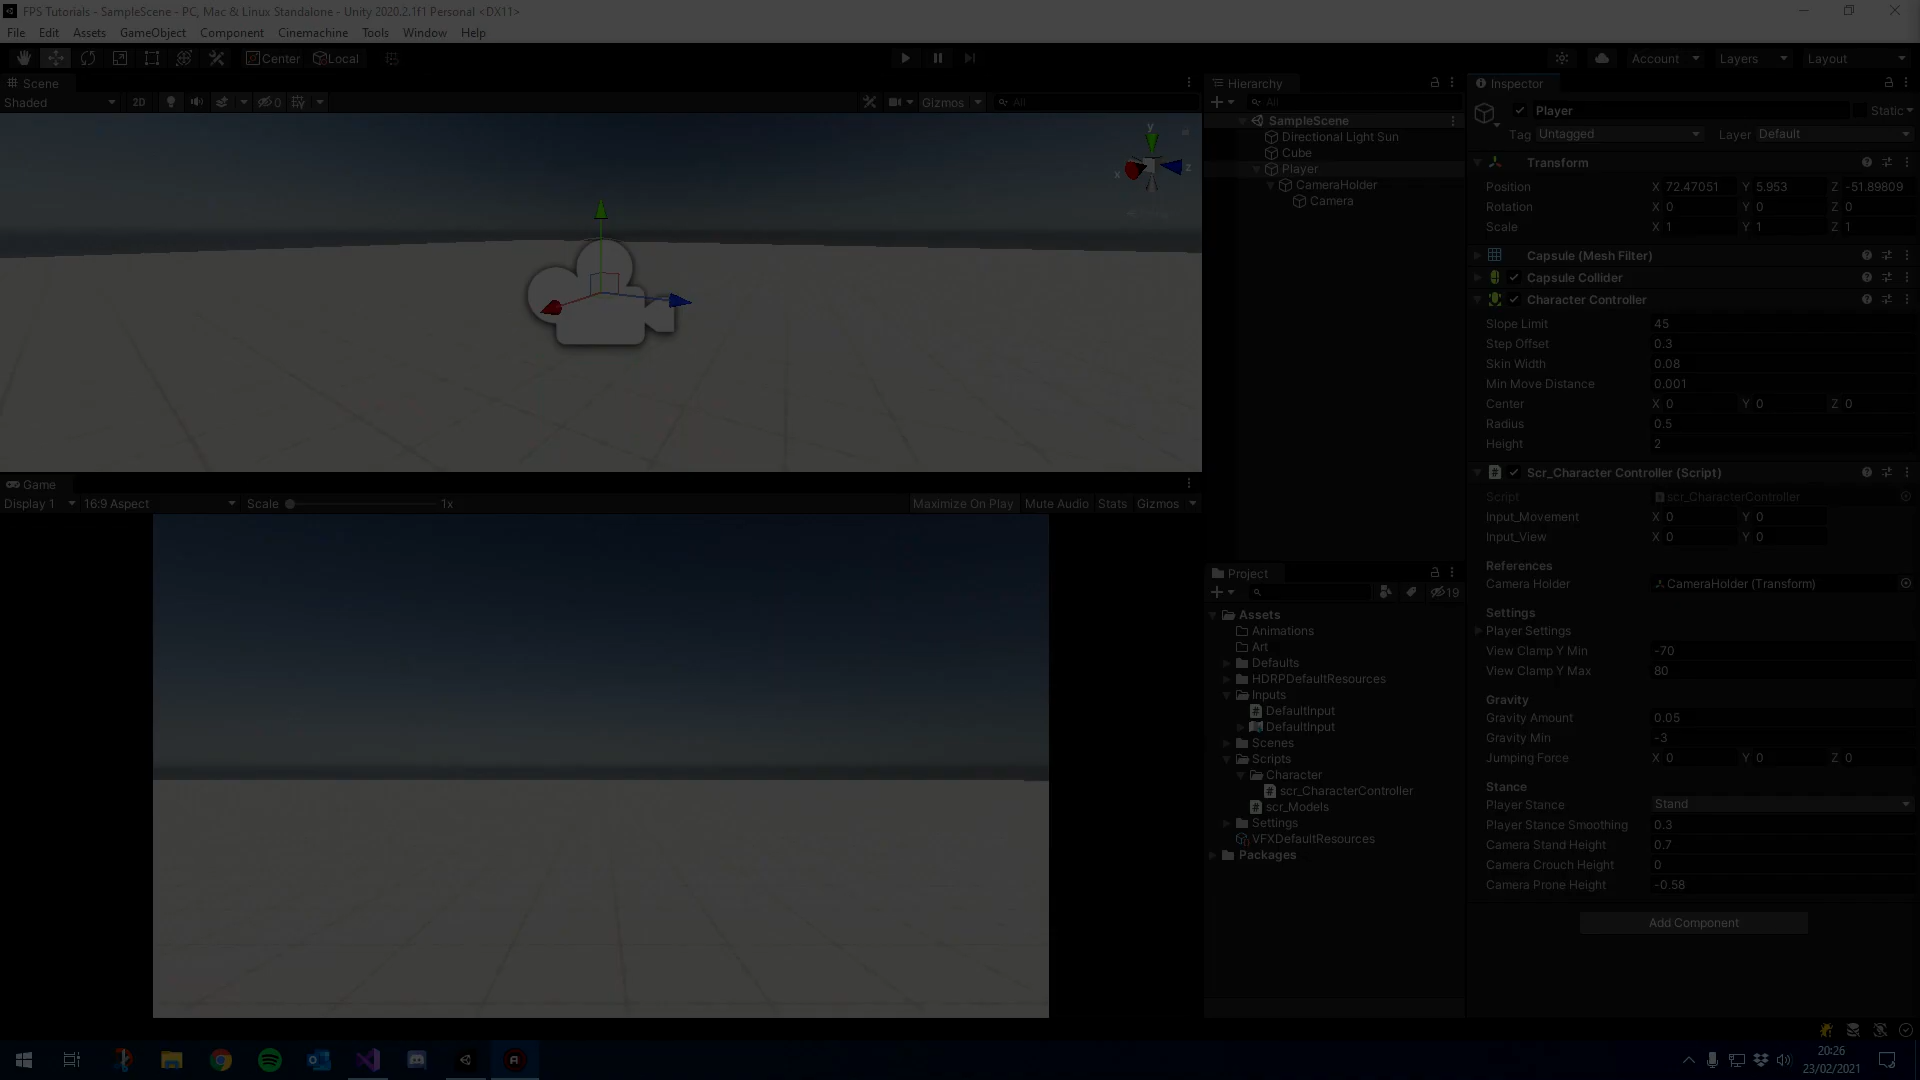 FPS Tutorials - SampleScene - PC, Mac & Linux Standalone - Unity 2020.2.1f1 Personal <DX11>
File Edit Assets GameObject Component Cinemachine Tools Window Help
Center Local
Account Layers Layout
Scene
Shaded 2D 0 Gizmos All
y
x
z
Game
Display 1 16:9 Aspect Scale 1x Maximize On Play Mute Audio Stats Gizmos
Hierarchy
All
SampleScene
Directional Light Sun
Cube
Player
CameraHolder
Camera
Project
19
Assets
Animations
Art
Defaults
HDRPDefaultResources
Inputs
DefaultInput
DefaultInput
Scenes
Scripts
Character
scr_CharacterController
scr_Models
Settings
VFXDefaultResources
Packages
Inspector
Player Static
Tag Untagged Layer Default
Transform
Position X 72.47051 Y 5.953 Z -51.89809
Rotation X 0 Y 0 Z 0
Scale X 1 Y 1 Z 1
Capsule (Mesh Filter)
Capsule Collider
Character Controller
Slope Limit 45
Step Offset 0.3
Skin Width 0.08
Min Move Distance 0.001
Center X 0 Y 0 Z 0
Radius 0.5
Height 2
Scr_Character Controller (Script)
Script scr_CharacterController
Input_Movement X 0 Y 0
Input_View X 0 Y 0
References
Camera Holder CameraHolder (Transform)
Settings
Player Settings
View Clamp Y Min -70
View Clamp Y Max 80
Gravity
Gravity Amount 0.05
Gravity Min -3
Jumping Force X 0 Y 0 Z 0
Stance
Player Stance Stand
Player Stance Smoothing 0.3
Camera Stand Height 0.7
Camera Crouch Height 0
Camera Prone Height -0.58
Add Component
20:26
23/02/2021